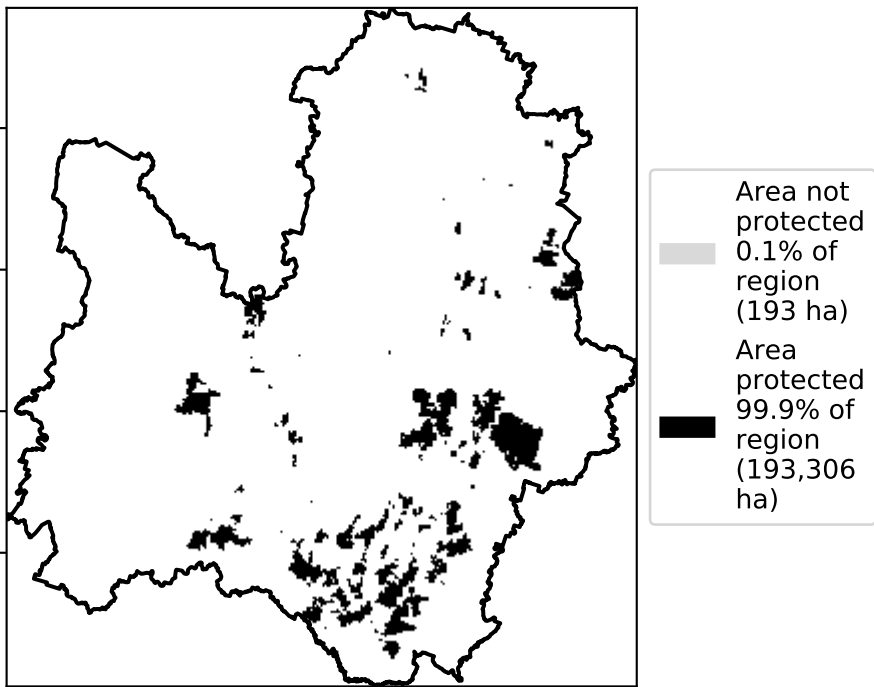 Area not
protected
0.1% of
region
(193 ha)
Area
protected
99.9% of
region
(193,306
ha)